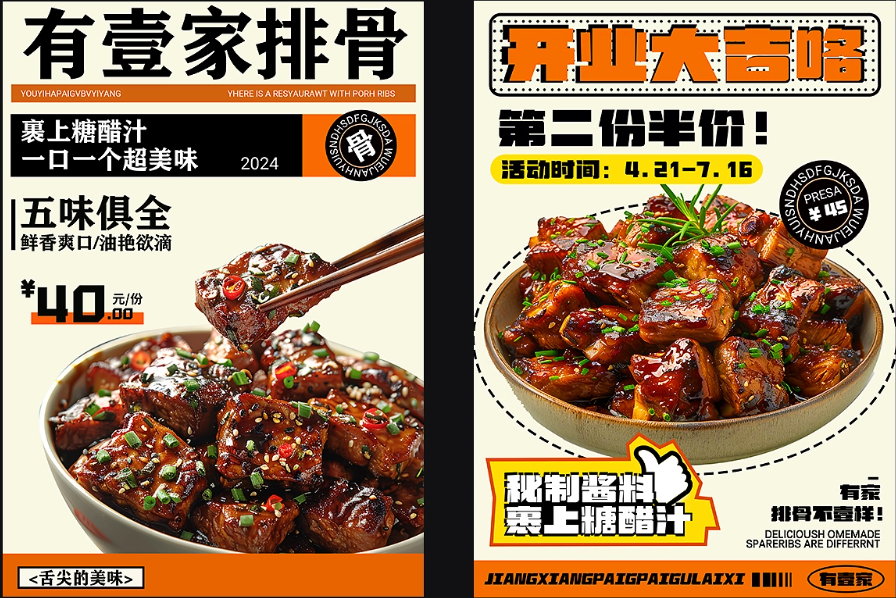 有壹家排骨
YOUYIHAPAIGVBVYIYANG
YHERE IS A RESYAURAWT WITH PORH RIBS
裹上糖醋汁
一口一个超美味
2024
骨
五味俱全
鲜香爽口/油艳欲滴
¥40.00元/份
<舌尖的美味>
开业大吉咯
第二份半价!
活动时间: 4.21-7.16
PRESA
¥45
秘制酱料
裹上糖醋汁
有家
排骨不壹样!
DELICIOUSH OMEMADE
SPARERIBS ARE DIFFERRNT
JIANGXIANGPAIGPAIGULAIXI
有壹家